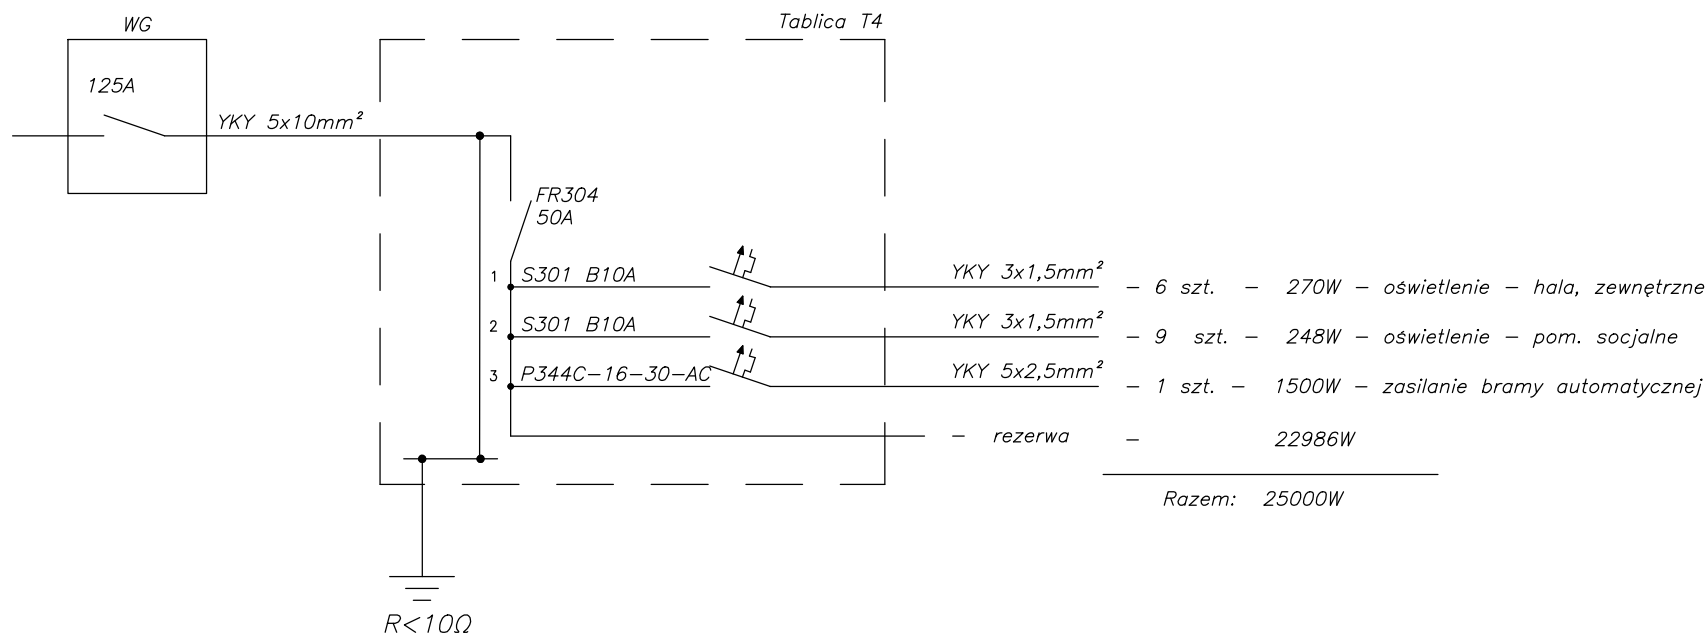 WG
Tablica T4
125A
YKY 5x10mm²
FR304
50A
1 S301 B10A YKY 3x1,5mm² - 6 szt. - 270W - oświetlenie - hala, zewnętrzne
2 S301 B10A YKY 3x1,5mm² - 9 szt. - 248W - oświetlenie - pom. socjalne
3 P344C-16-30-AC YKY 5x2,5mm² - 1 szt. - 1500W - zasilanie bramy automatycznej
- rezerwa - 22986W
Razem: 25000W
R<10Ω